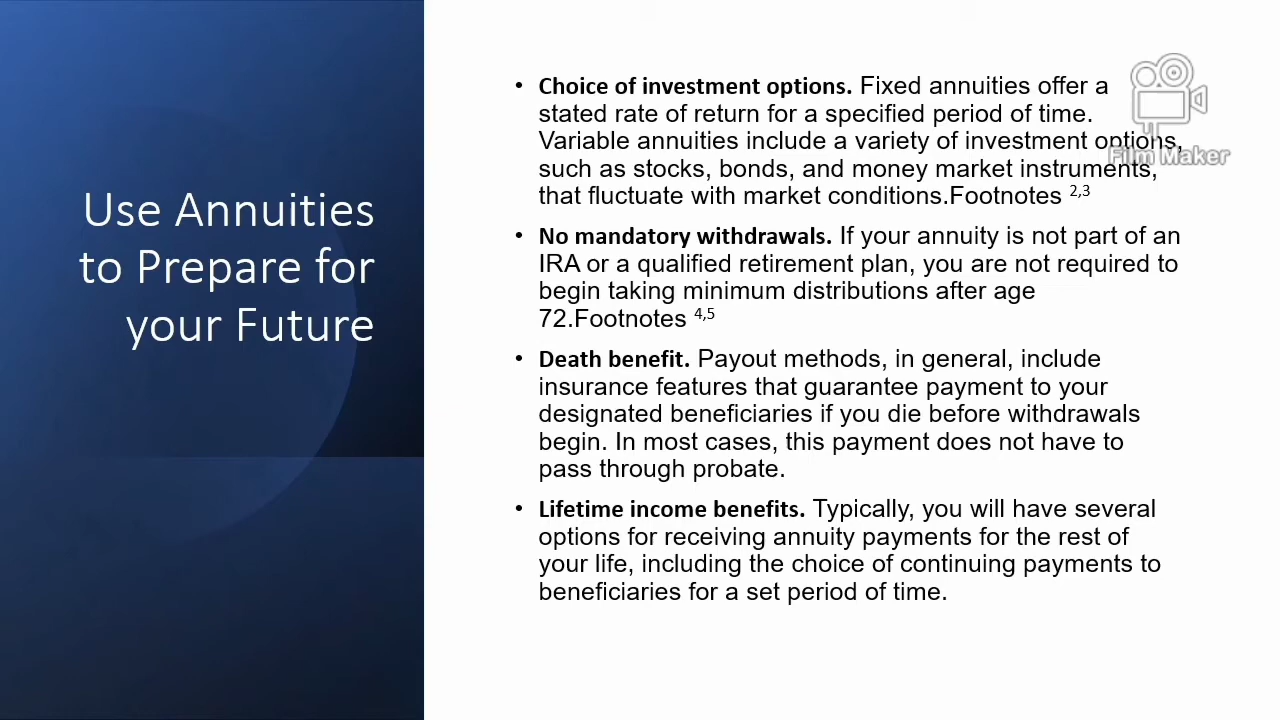 Use Annuities
to Prepare for
your Future
• Choice of investment options. Fixed annuities offer a
stated rate of return for a specified period of time.
Variable annuities include a variety of investment options,
such as stocks, bonds, and money market instruments,
that fluctuate with market conditions.Footnotes 2,3
• No mandatory withdrawals. If your annuity is not part of an
IRA or a qualified retirement plan, you are not required to
begin taking minimum distributions after age
72.Footnotes 4,5
• Death benefit. Payout methods, in general, include
insurance features that guarantee payment to your
designated beneficiaries if you die before withdrawals
begin. In most cases, this payment does not have to
pass through probate.
• Lifetime income benefits. Typically, you will have several
options for receiving annuity payments for the rest of
your life, including the choice of continuing payments to
beneficiaries for a set period of time.
Film Maker